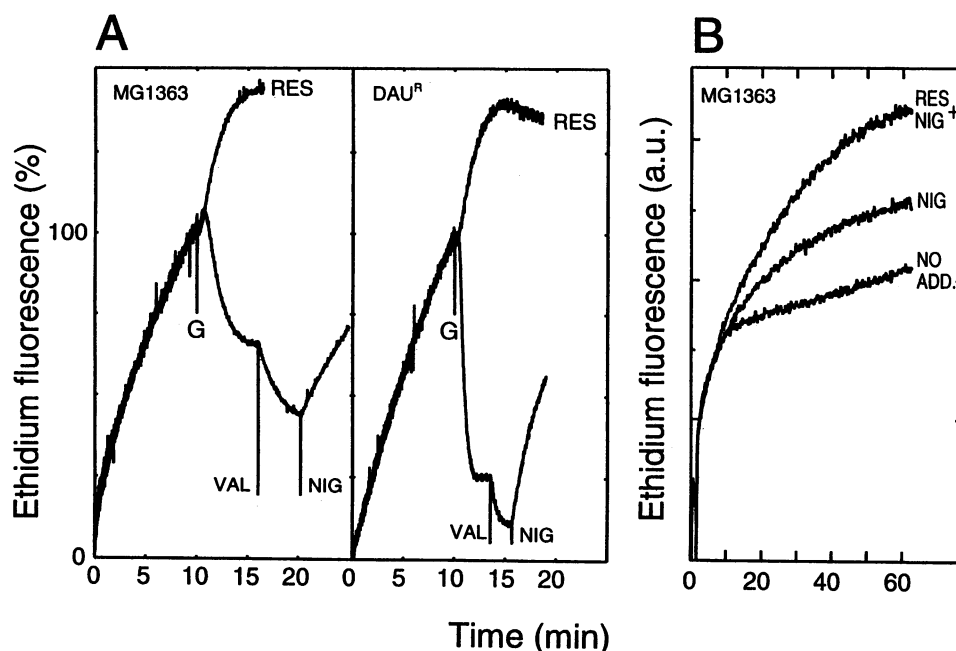 A
B
Ethidium fluorescence (%)
100
0
MG1363
RES
G
VAL
NIG
0
5
10
15
20
DAUᴿ
RES
G
VAL
NIG
0
5
10
15
20
Time (min)
Ethidium fluorescence (a.u.)
MG1363
RES
NIG +
NIG
NO
ADD.
0
20
40
60